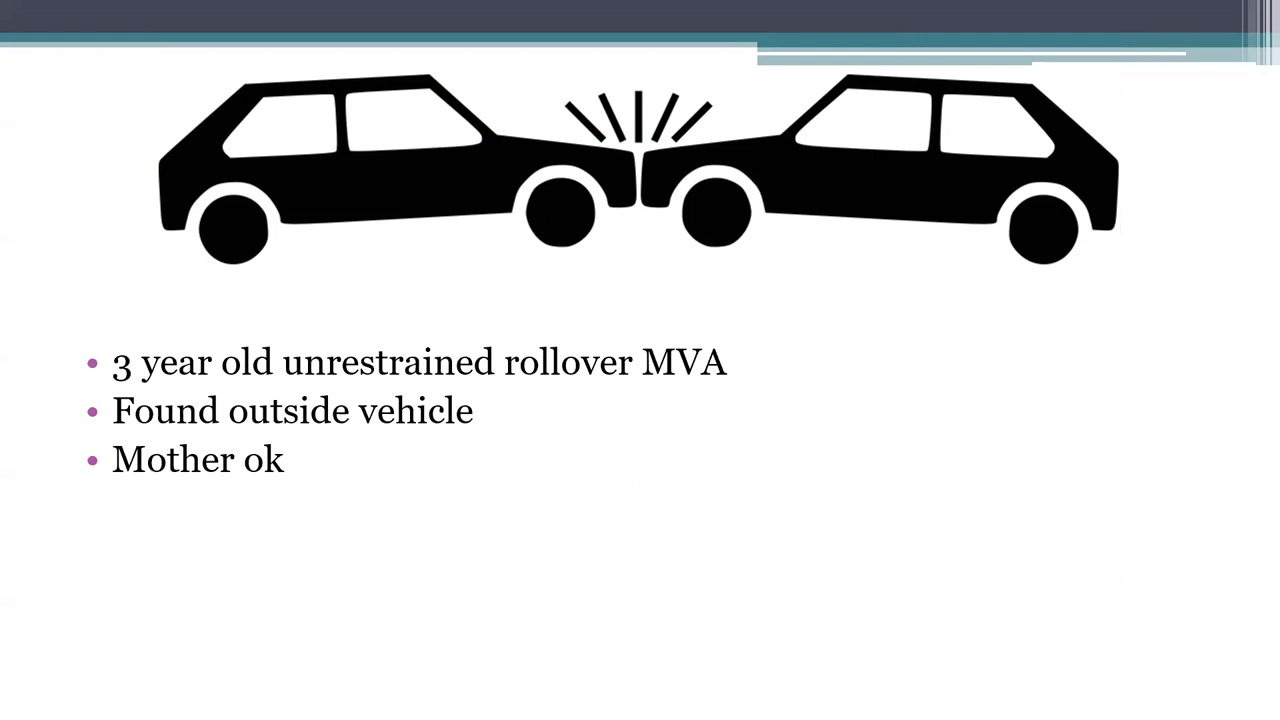 • 3 year old unrestrained rollover MVA
• Found outside vehicle
• Mother ok